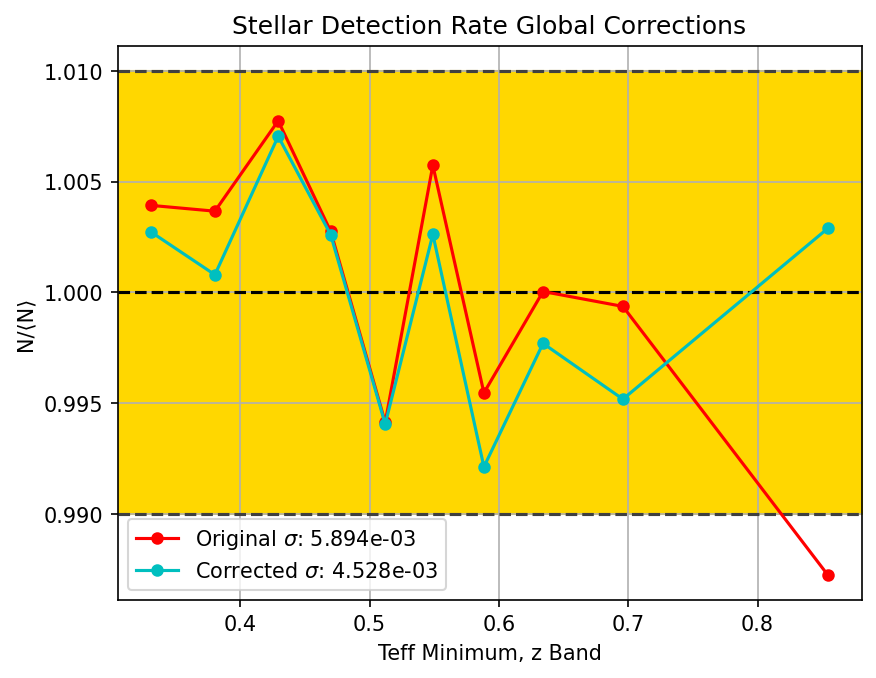 Stellar Detection Rate Global Corrections
N/⟨N⟩
1.010
1.005
1.000
0.995
0.990
Original σ: 5.894e-03
Corrected σ: 4.528e-03
0.4 0.5 0.6 0.7 0.8
Teff Minimum, z Band